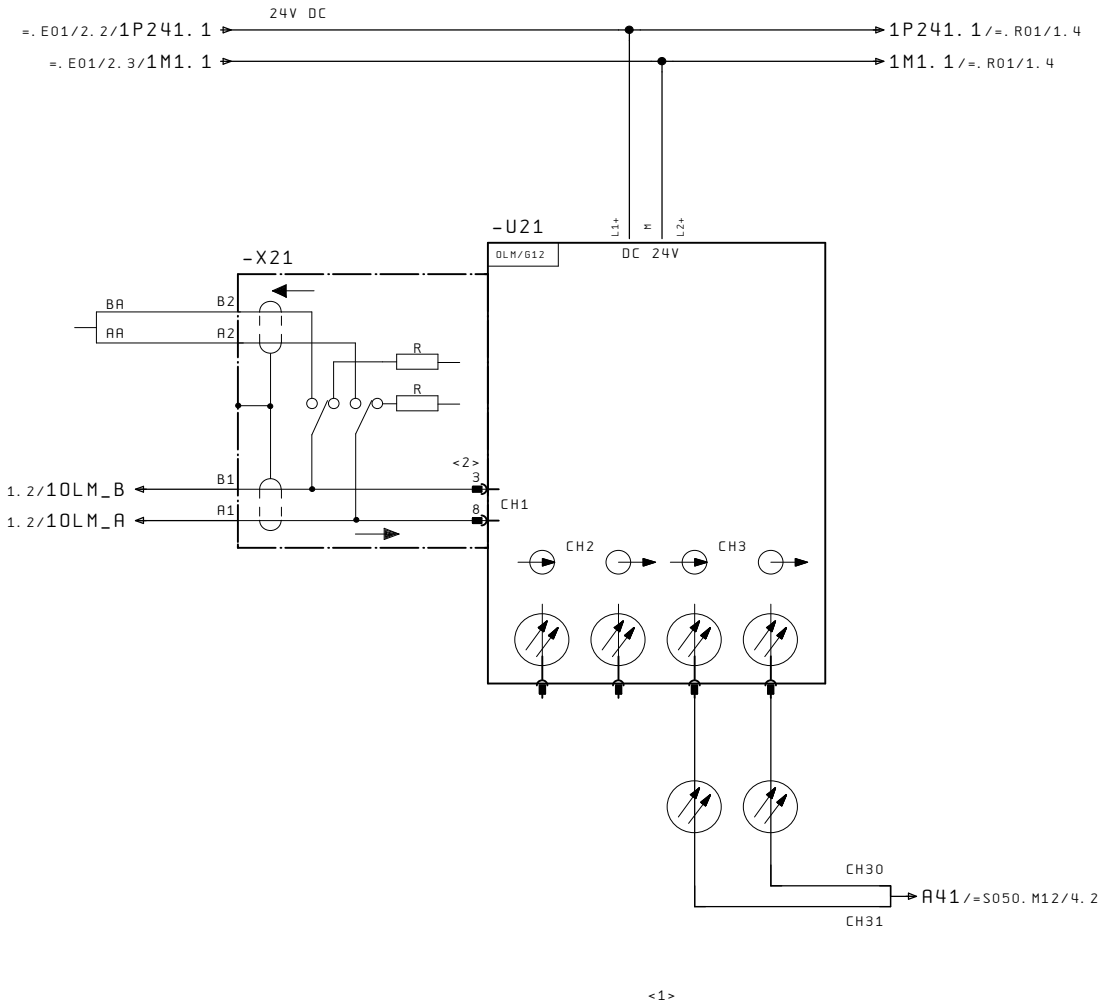 24V DC
=.E01/2.2/1P241.1
1P241.1/=.R01/1.4
=.E01/2.3/1M1.1
1M1.1/=.R01/1.4
-U21
L1+
M
L2+
OLM/G12
DC 24V
-X21
BA
B2
AA
A2
R
R
<2>
1.2/1OLM_B
B1
3
CH1
1.2/1OLM_A
A1
8
CH2
CH3
CH30
A41/=S050.M12/4.2
CH31
<1>